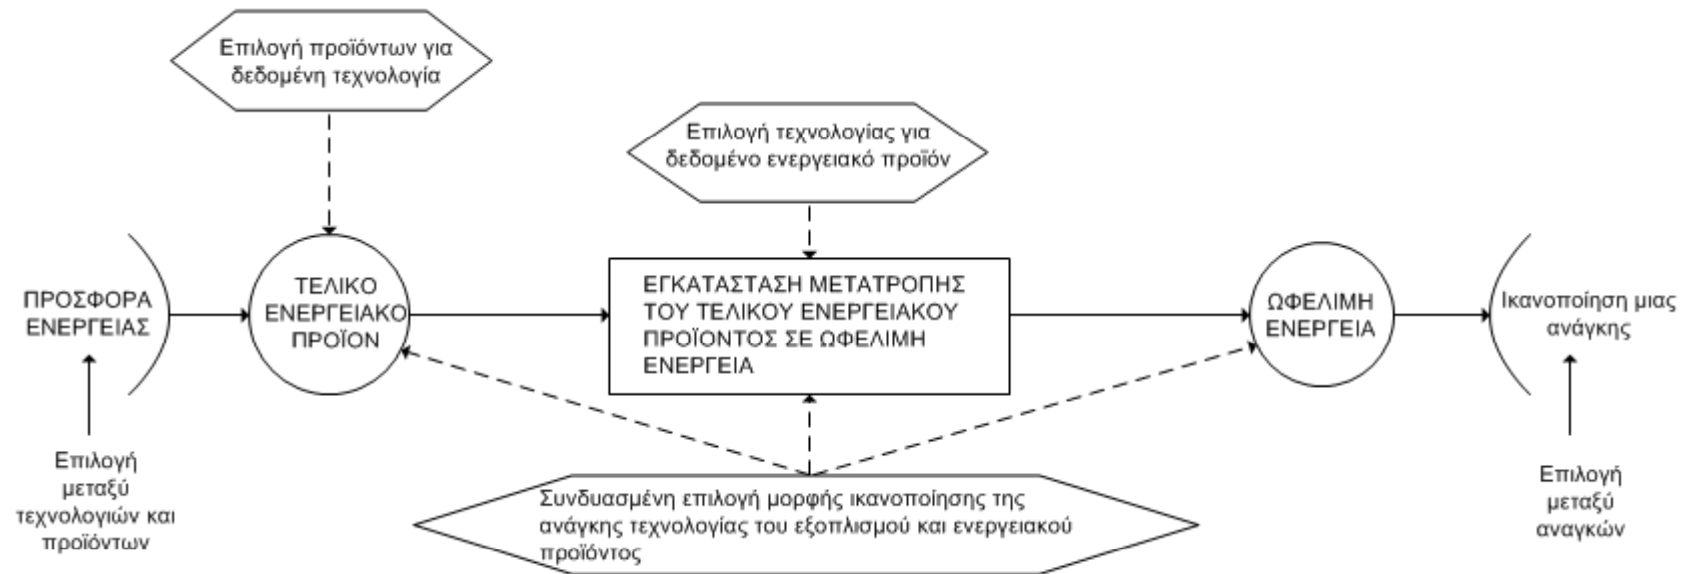 Επιλογή προϊόντων για
δεδομένη τεχνολογία
Επιλογή τεχνολογίας για
δεδομένο ενεργειακό προϊόν
ΠΡΟΣΦΟΡΑ
ΕΝΕΡΓΕΙΑΣ
ΤΕΛΙΚΟ
ΕΝΕΡΓΕΙΑΚΟ
ΠΡΟΪΟΝ
ΕΓΚΑΤΑΣΤΑΣΗ ΜΕΤΑΤΡΟΠΗΣ
ΤΟΥ ΤΕΛΙΚΟΥ ΕΝΕΡΓΕΙΑΚΟΥ
ΠΡΟΪΟΝΤΟΣ ΣΕ ΩΦΕΛΙΜΗ
ΕΝΕΡΓΕΙΑ
ΩΦΕΛΙΜΗ
ΕΝΕΡΓΕΙΑ
Ικανοποίηση μιας
ανάγκης
Επιλογή
μεταξύ
τεχνολογιών και
προϊόντων
Συνδυασμένη επιλογή μορφής ικανοποίησης της
ανάγκης τεχνολογίας του εξοπλισμού και ενεργειακού
προϊόντος
Επιλογή
μεταξύ
αναγκών